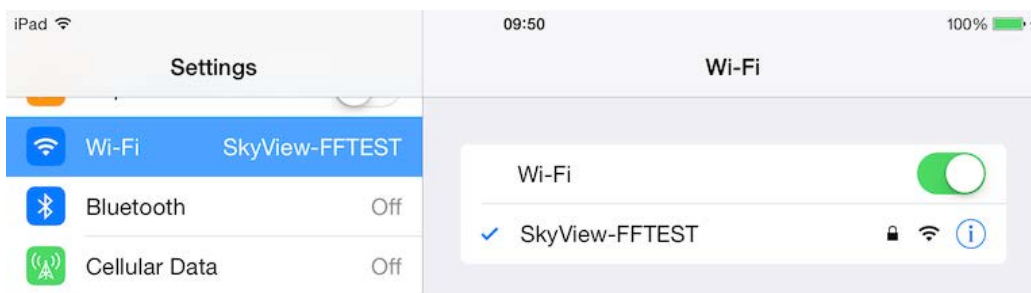 iPad 09:50 100%
Settings Wi-Fi
Wi-Fi SkyView-FFTEST
Bluetooth Off
Cellular Data Off
Wi-Fi
SkyView-FFTEST